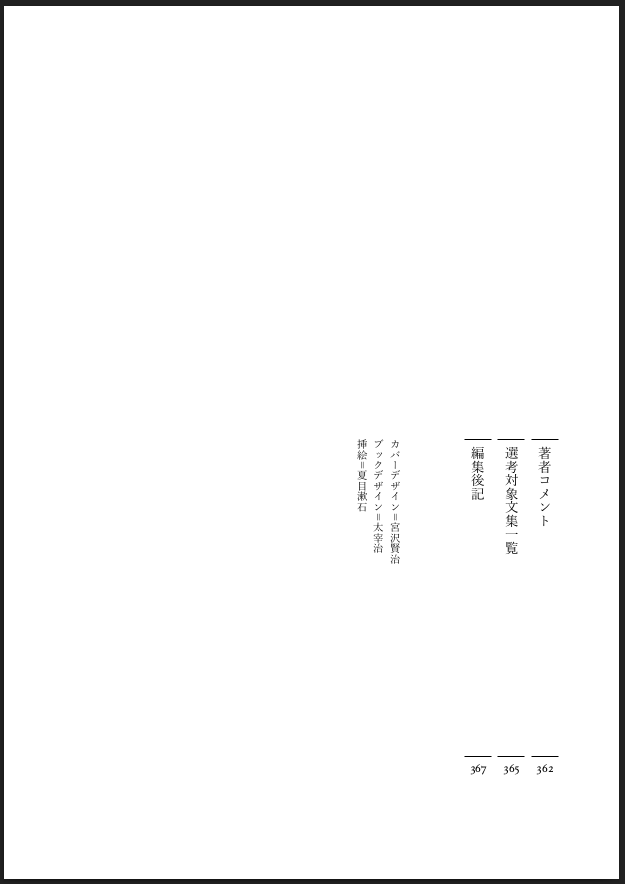 著者コメント
362
選考対象文集一覧
365
編集後記
367
カバーデザイン＝宮沢賢治
ブックデザイン＝太宰治
挿絵＝夏目漱石